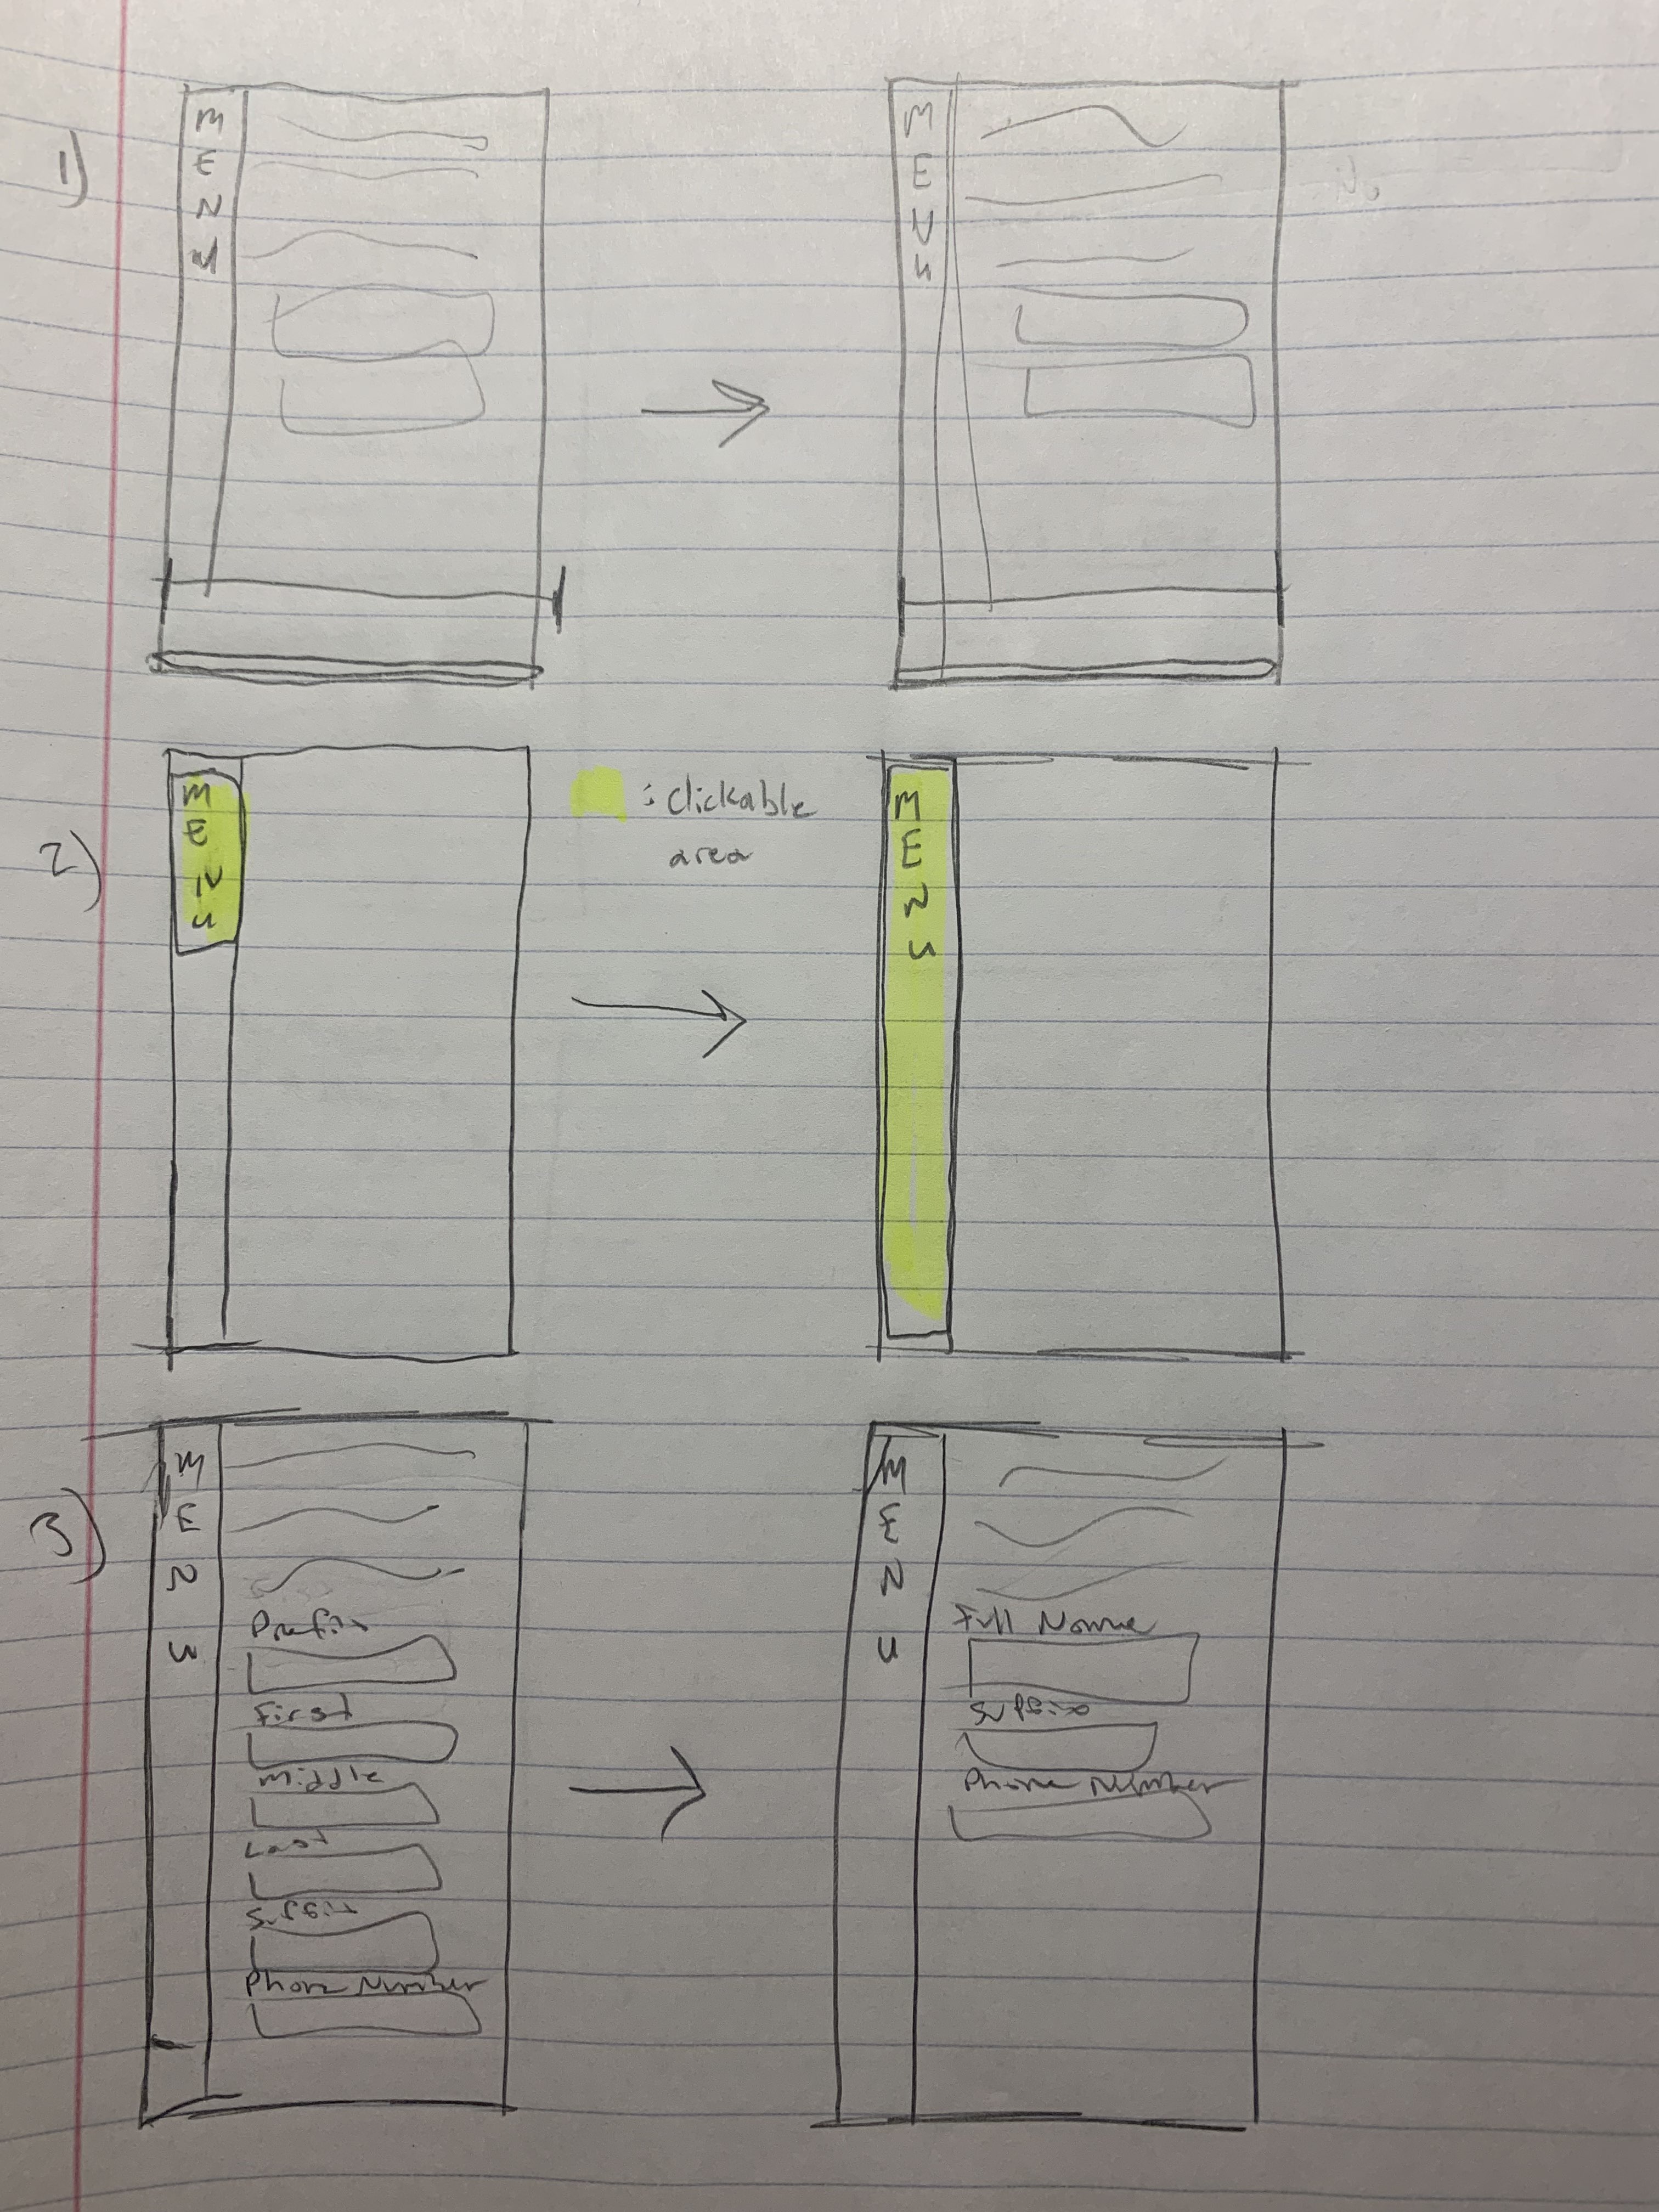 1)
M
E
N
U
M
E
N
U
2)
M
E
N
U
: clickable
area
M
E
N
U
3)
M
E
N
U
Prefix
First
Middle
Last
Suffix
Phone Number
M
E
N
U
Full Name
Suffix
Phone Number